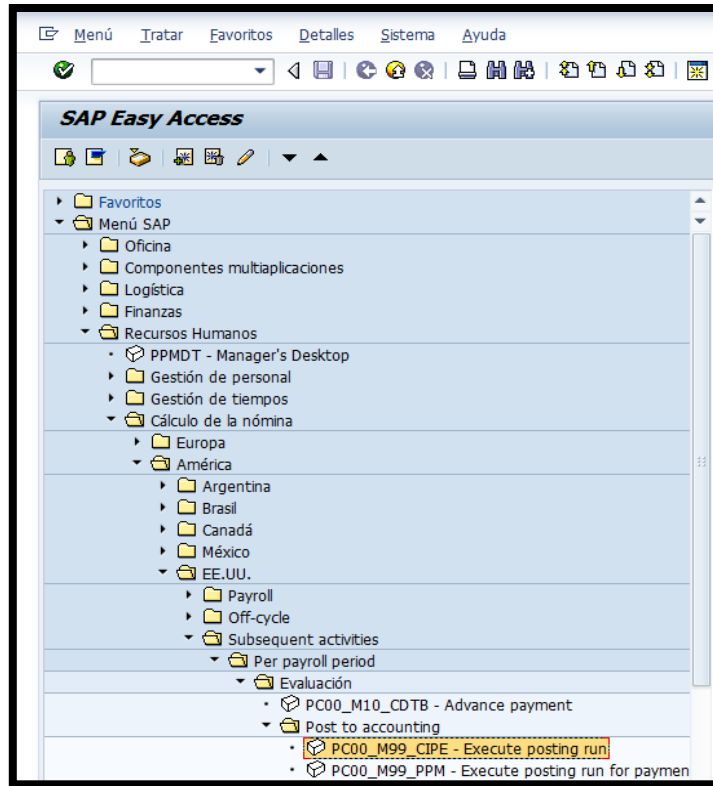 Menú Tratar Favoritos Detalles Sistema Ayuda
SAP Easy Access
Favoritos
Menú SAP
Oficina
Componentes multiaplicaciones
Logística
Finanzas
Recursos Humanos
PPMDT - Manager's Desktop
Gestión de personal
Gestión de tiempos
Cálculo de la nómina
Europa
América
Argentina
Brasil
Canadá
México
EE.UU.
Payroll
Off-cycle
Subsequent activities
Per payroll period
Evaluación
PC00_M10_CDTB - Advance payment
Post to accounting
PC00_M99_CIPE - Execute posting run
PC00_M99_PPM - Execute posting run for paymen